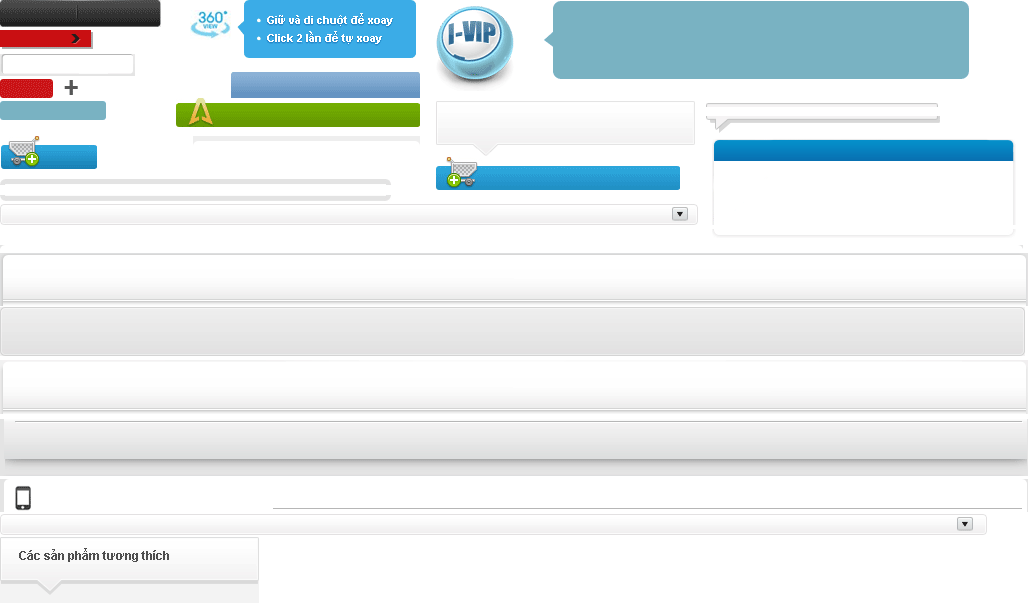 360°
VIEW
• Giữ và di chuột để xoay
• Click 2 lần để tự xoay
I-VIP
Các sản phẩm tương thích